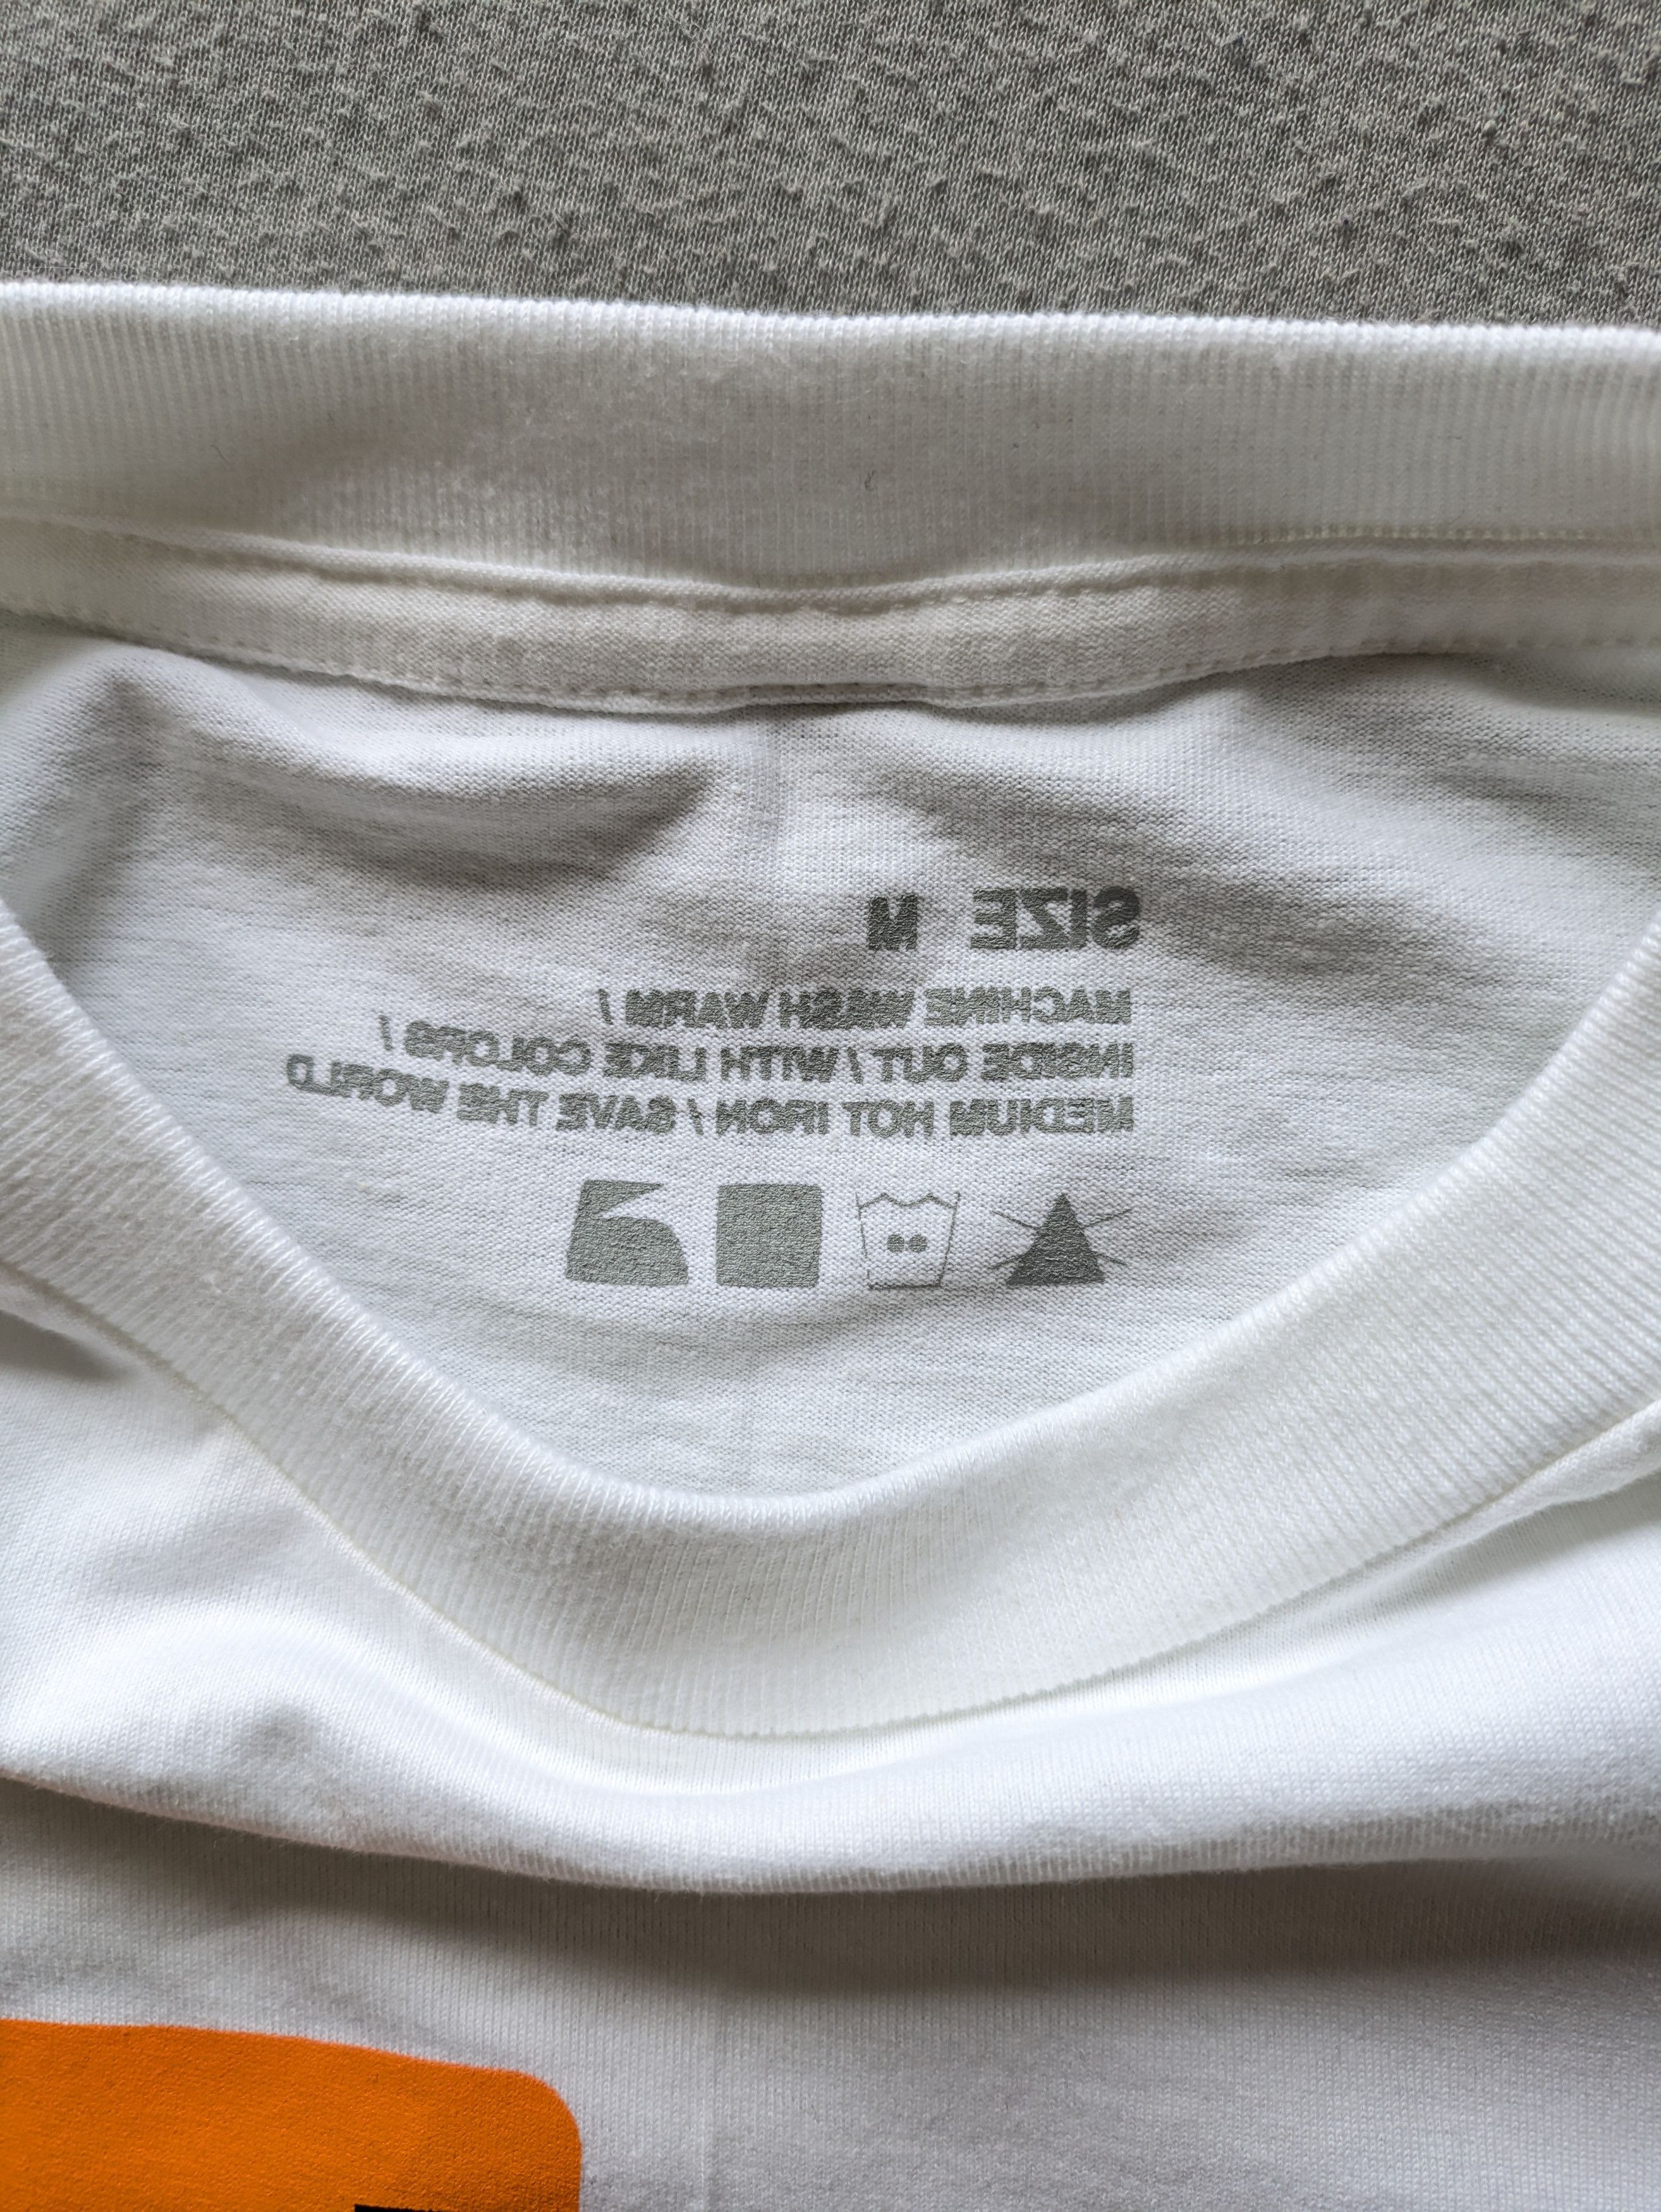 SIZE M
MACHINE WASH WARM /
INSIDE OUT / WITH LIKE COLORS /
MEDIUM HOT IRON / SAVE THE WORLD